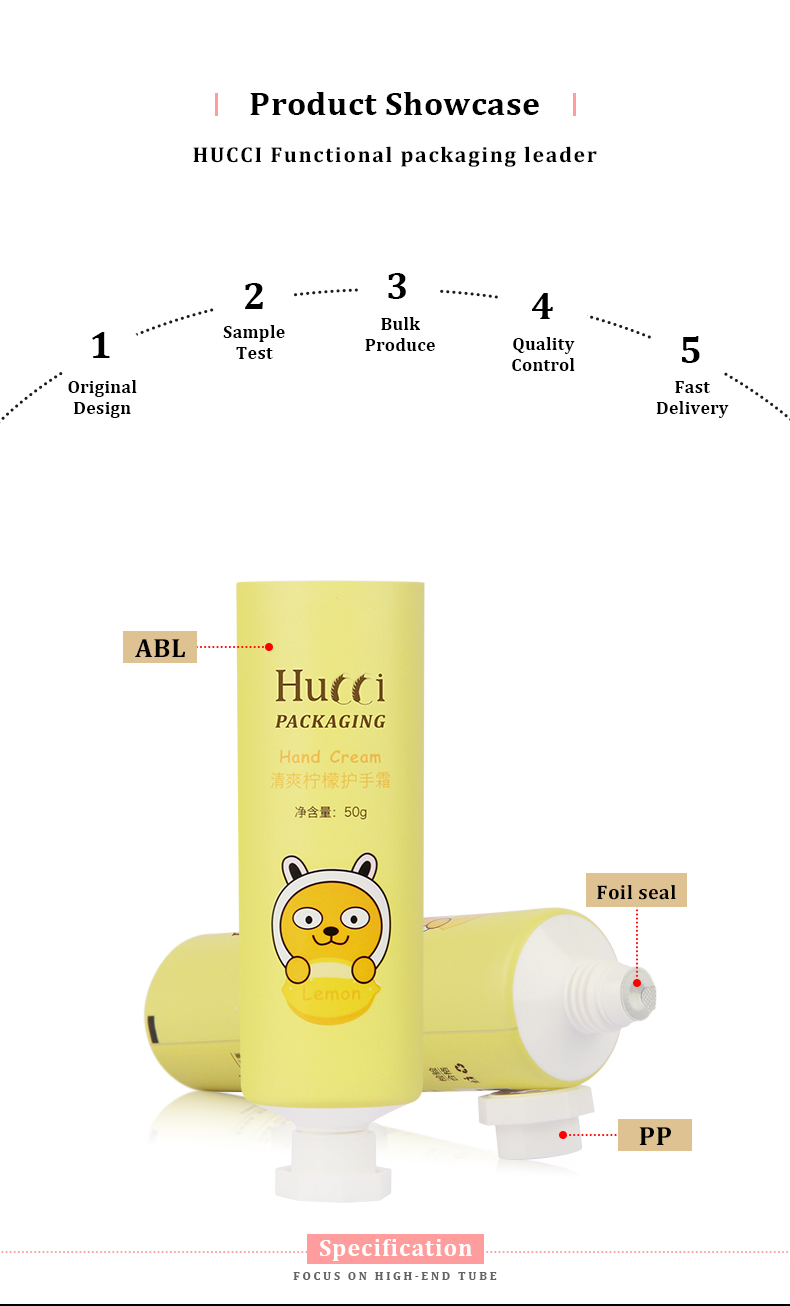 Product Showcase
HUCCI Functional packaging leader
1
Original
Design
2
Sample
Test
3
Bulk
Produce
4
Quality
Control
5
Fast
Delivery
ABL
Hucci
PACKAGING
Hand Cream
清爽柠檬护手霜
净含量: 50g
Lemon
Foil seal
PP
Specification
FOCUS ON HIGH-END TUBE